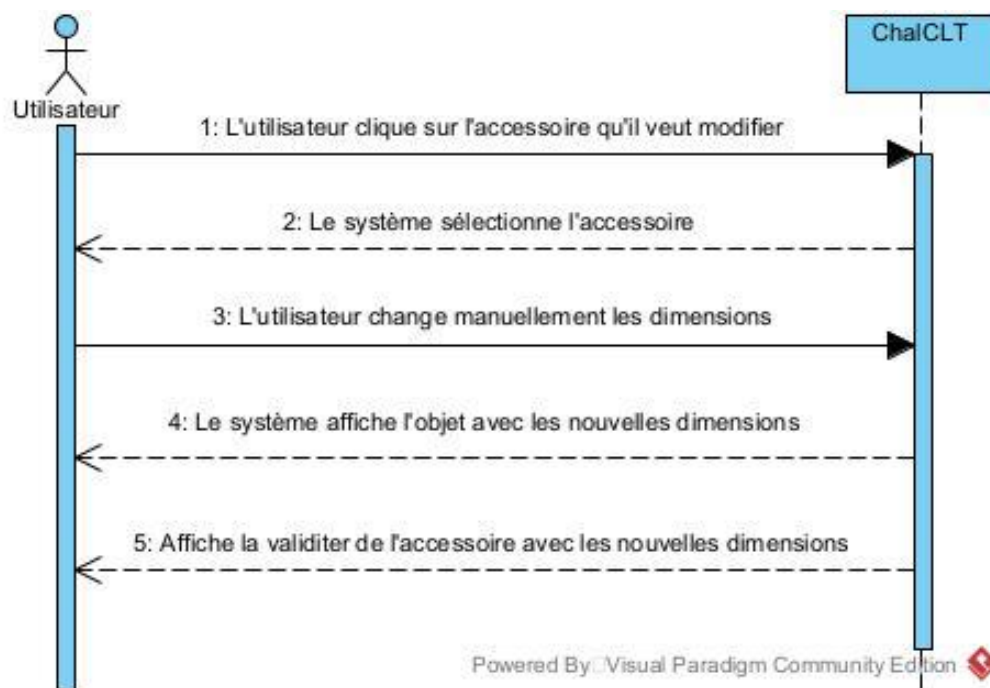 ChalCLT
Utilisateur
1: L'utilisateur clique sur l'accessoire qu'il veut modifier
2: Le système sélectionne l'accessoire
3: L'utilisateur change manuellement les dimensions
4: Le système affiche l'objet avec les nouvelles dimensions
5: Affiche la validiter de l'accessoire avec les nouvelles dimensions
Powered By Visual Paradigm Community Edition